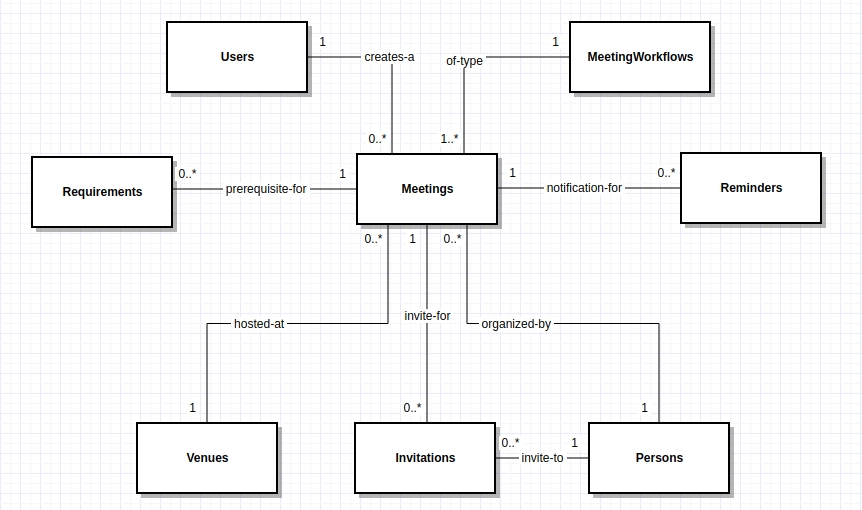 Users
1
creates-a
of-type
1
MeetingWorkflows
0..*
1..*
Requirements
0..*
prerequisite-for
1
Meetings
1
notification-for
0..*
Reminders
0..*
1
0..*
hosted-at
invite-for
organized-by
1
0..*
1
Venues
Invitations
0..*
invite-to
1
Persons